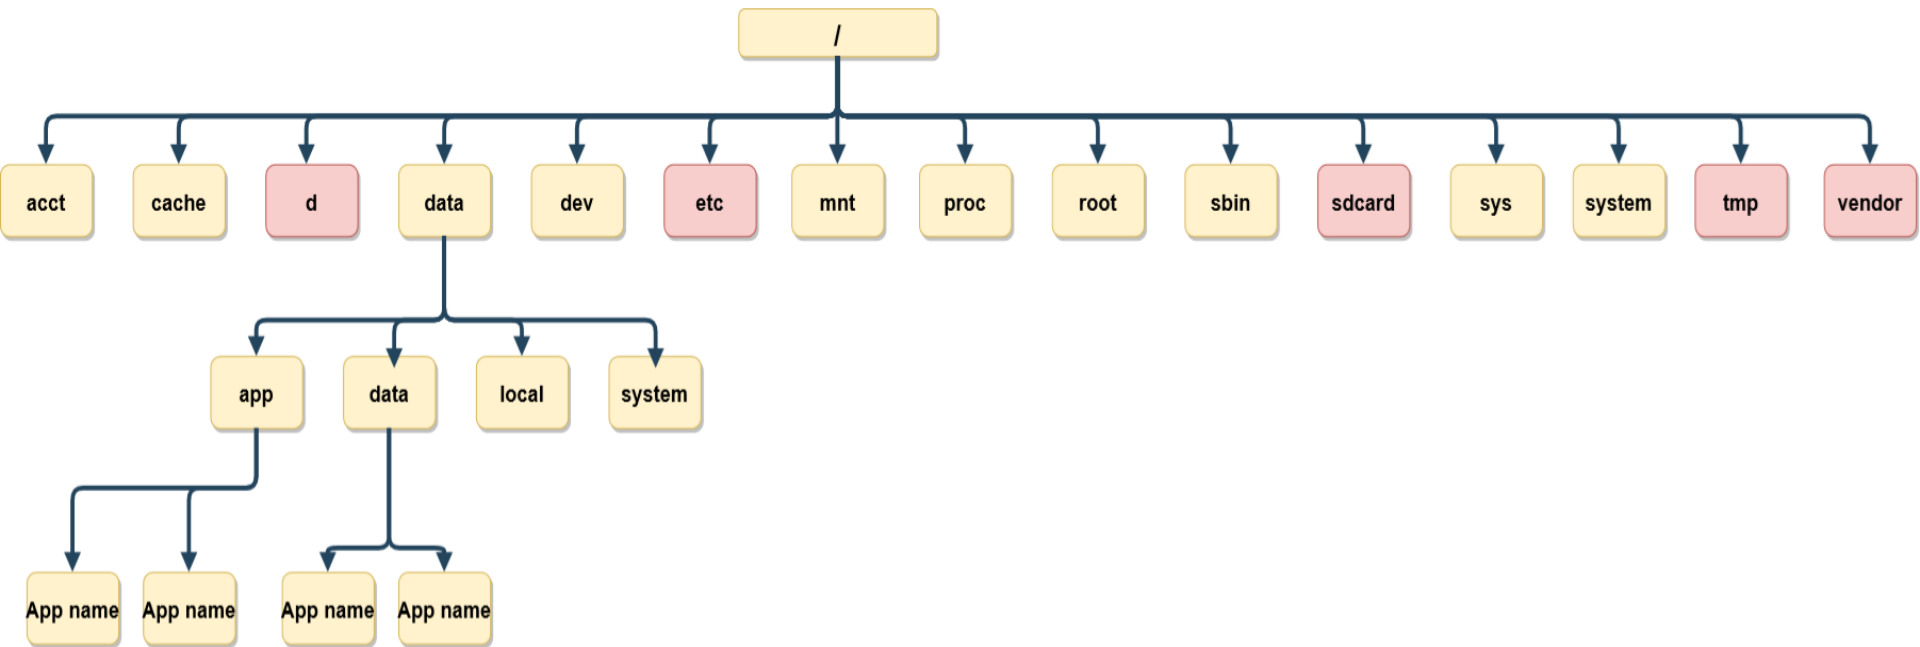 /
acct
cache
d
data
dev
etc
mnt
proc
root
sbin
sdcard
sys
system
tmp
vendor
app
data
local
system
App name
App name
App name
App name